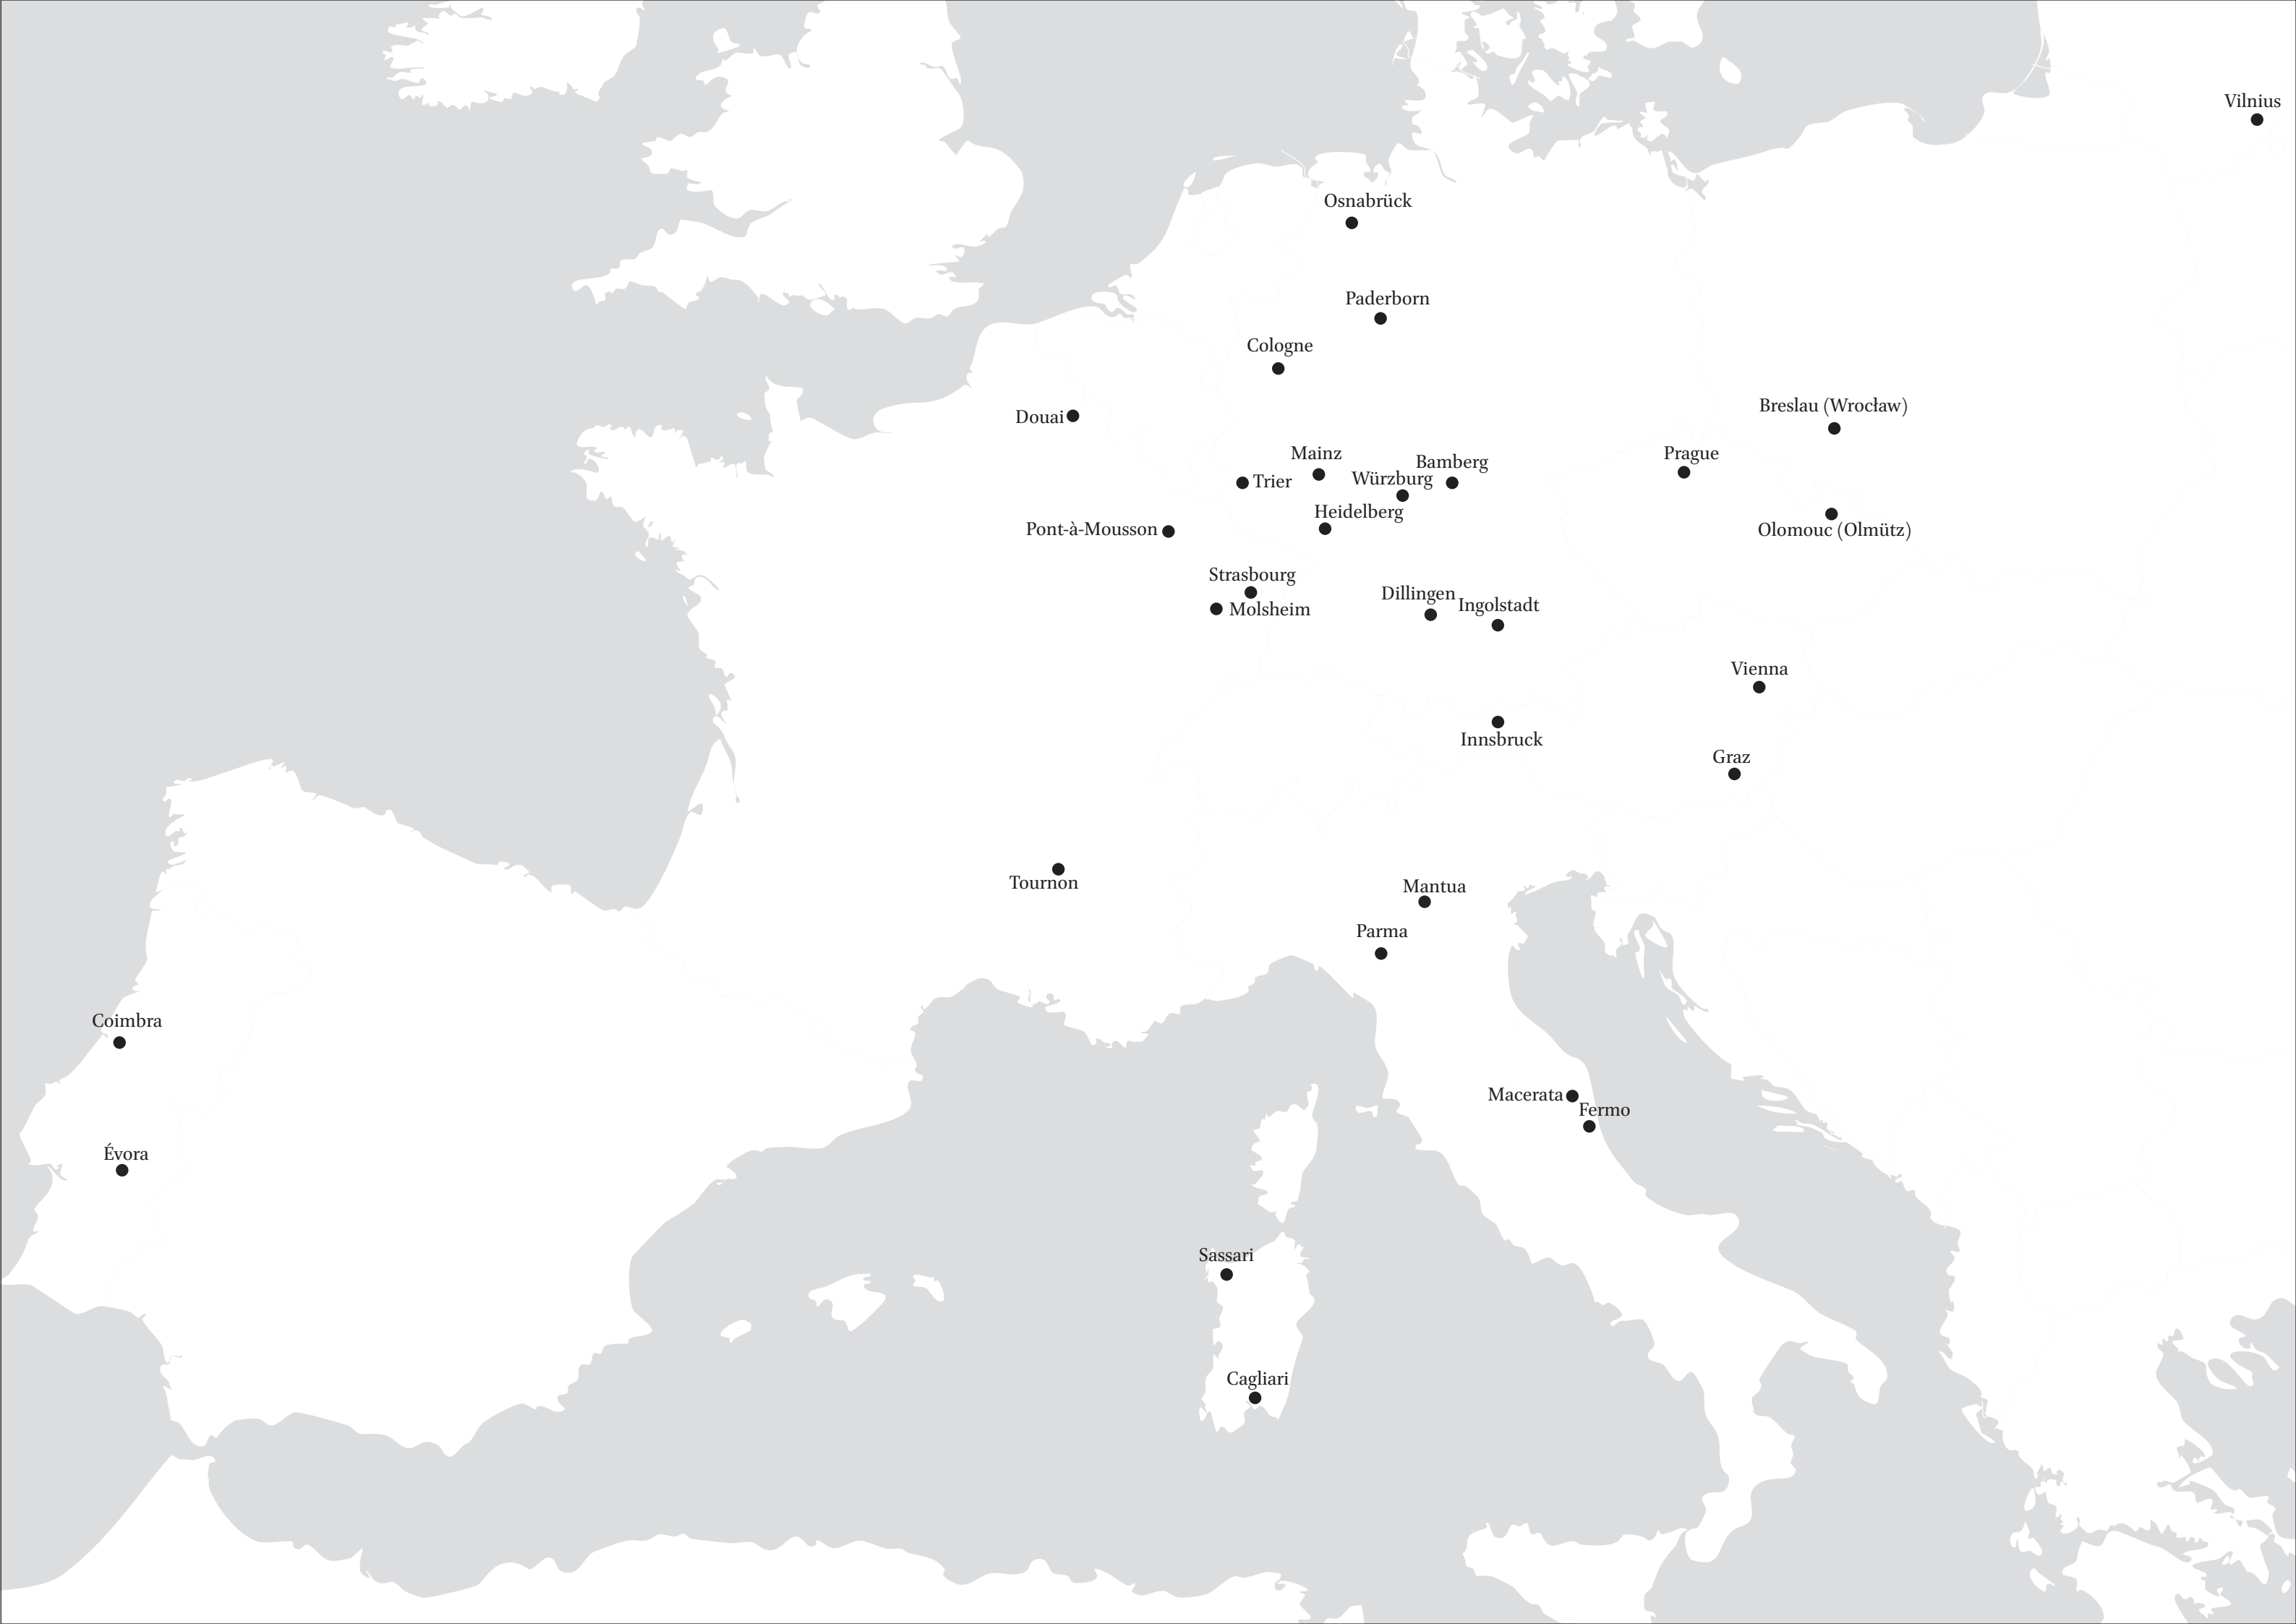 Vilnius
Osnabrück
Paderborn
Cologne
Breslau (Wrocław)
Douai
Mainz
Prague
Bamberg
Würzburg
Trier
Heidelberg
Pont-à-Mousson
Olomouc (Olmütz)
Strasbourg
Dillingen
Ingolstadt
Molsheim
Vienna
Innsbruck
Graz
Tournon
Mantua
Parma
Coimbra
Macerata
Fermo
Évora
Sassari
Cagliari